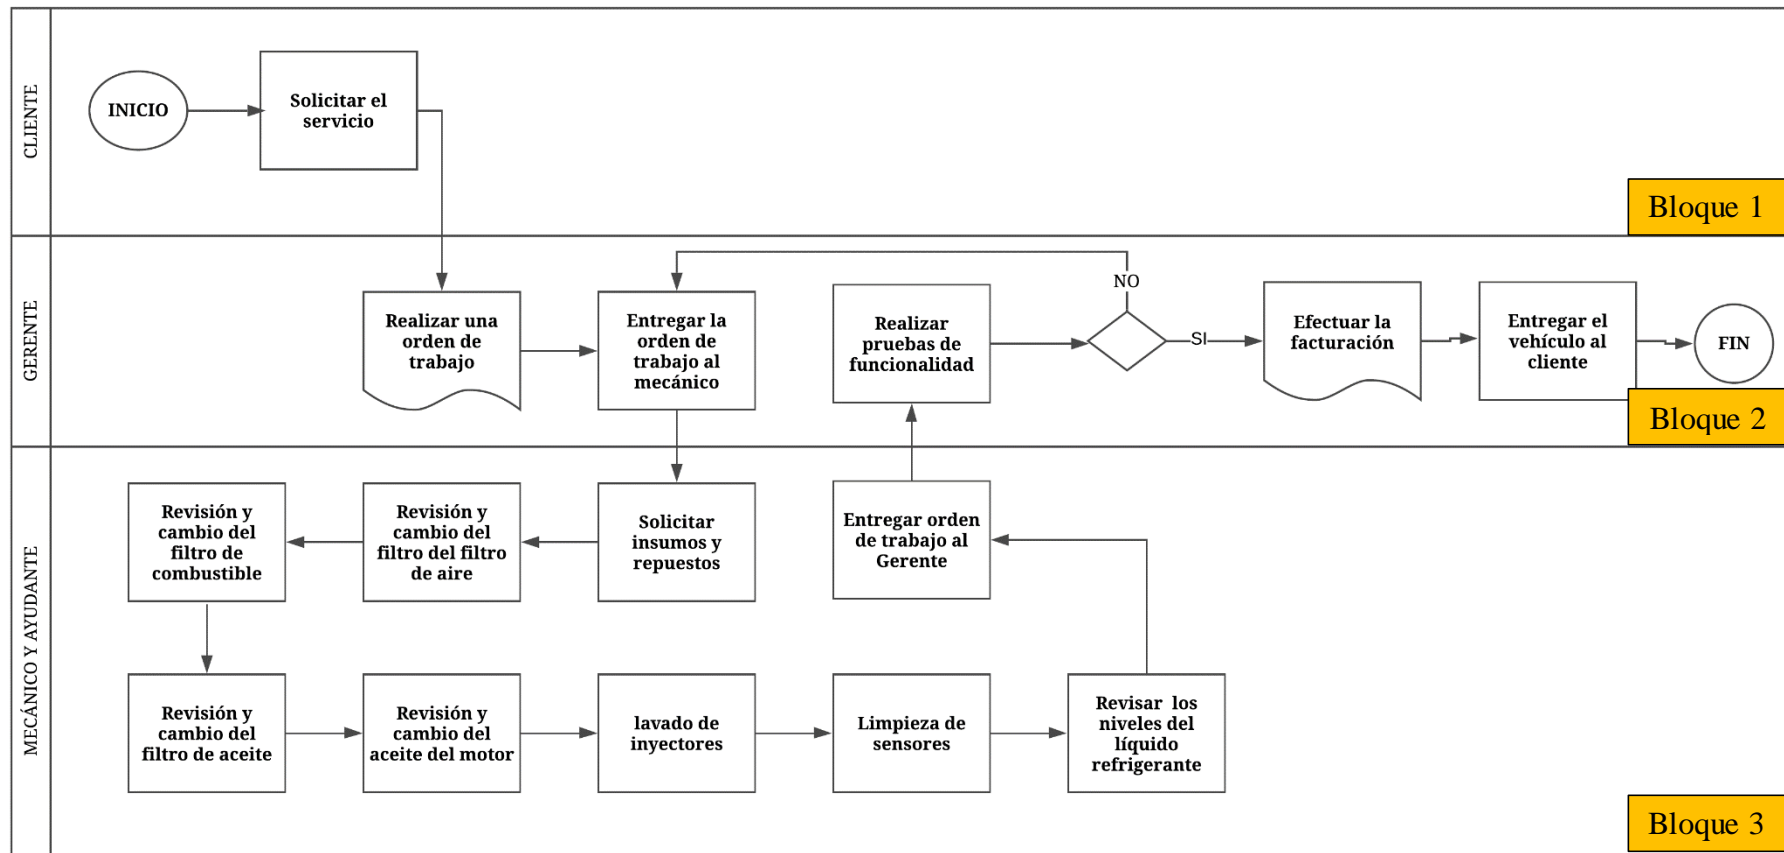 CLIENTE
INICIO
Solicitar el
servicio
Bloque 1
GERENTE
Realizar una
orden de
trabajo
Entregar la
orden de
trabajo al
mecánico
Realizar
pruebas de
funcionalidad
NO
SI
Efectuar la
facturación
Entregar el
vehículo al
cliente
FIN
Bloque 2
MECÁNICO Y AYUDANTE
Revisión y
cambio del
filtro de
combustible
Revisión y
cambio del
filtro del filtro
de aire
Solicitar
insumos y
repuestos
Entregar orden
de trabajo al
Gerente
Revisión y
cambio del
filtro de aceite
Revisión y
cambio del
aceite del motor
lavado de
inyectores
Limpieza de
sensores
Revisar los
niveles del
líquido
refrigerante
Bloque 3